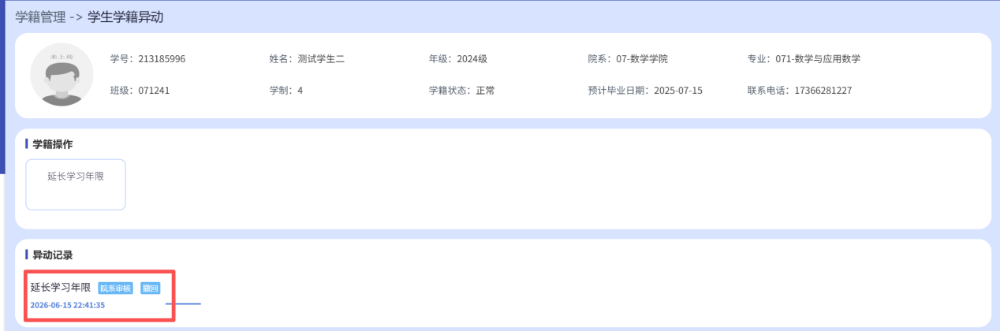 学籍管理 -> 学生学籍异动
未上传
学号：213185996 姓名：测试学生二 年级：2024级 院系：07-数学学院 专业：071-数学与应用数学
班级：071241 学制：4 学籍状态：正常 预计毕业日期：2025-07-15 联系电话：17366281227
学籍操作
延长学习年限
异动记录
延长学习年限 院系审核 撤回
2026-06-15 22:41:35